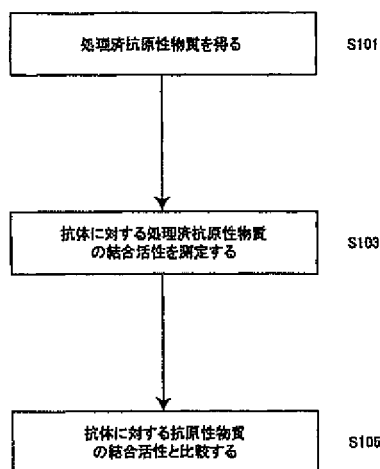 処理済抗原性物質を得る
S101
抗体に対する処理済抗原性物質
の結合活性を測定する
S103
抗体に対する抗原性物質
の結合活性と比較する
S105